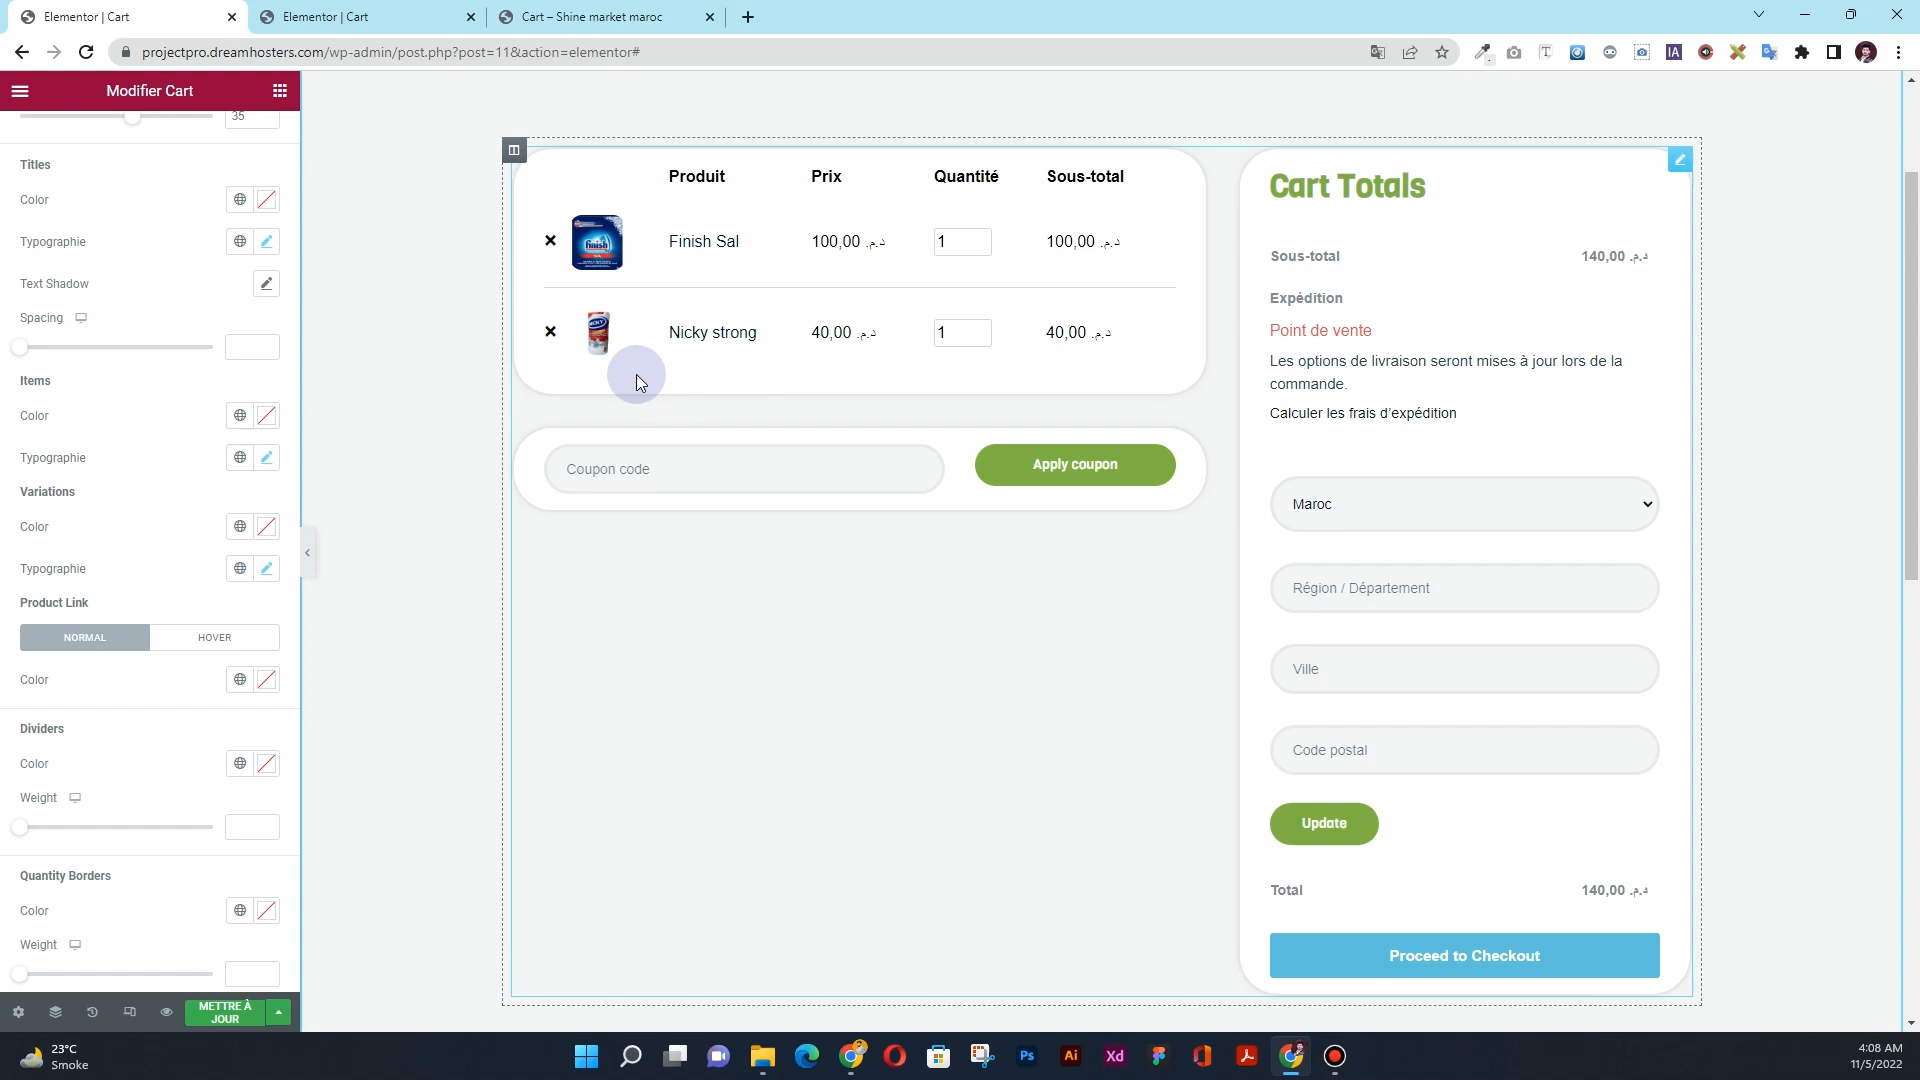 Elementor | Cart
Elementor | Cart
Cart – Shine market maroc
projectpro.dreamhosters.com/wp-admin/post.php?post=11&action=elementor#
Modifier Cart
35
Titles
Color
Typographie
Text Shadow
Spacing
Items
Color
Typographie
Variations
Color
Typographie
Product Link
NORMAL
HOVER
Color
Dividers
Color
Weight
Quantity Borders
Color
Weight
METTRE À
JOUR
Produit Prix Quantité Sous-total
Finish Sal 100,00 د.م. 1 100,00 د.م.
Nicky strong 40,00 د.م. 1 40,00 د.م.
Coupon code
Apply coupon
Cart Totals
Sous-total 140,00 د.م.
Expédition
Point de vente
Les options de livraison seront mises à jour lors de la
commande.
Calculer les frais d'expédition
Maroc
Région / Département
Ville
Code postal
Update
Total 140,00 د.م.
Proceed to Checkout
23°C
Smoke
Ps
Ai
Xd
4:08 AM
11/5/2022